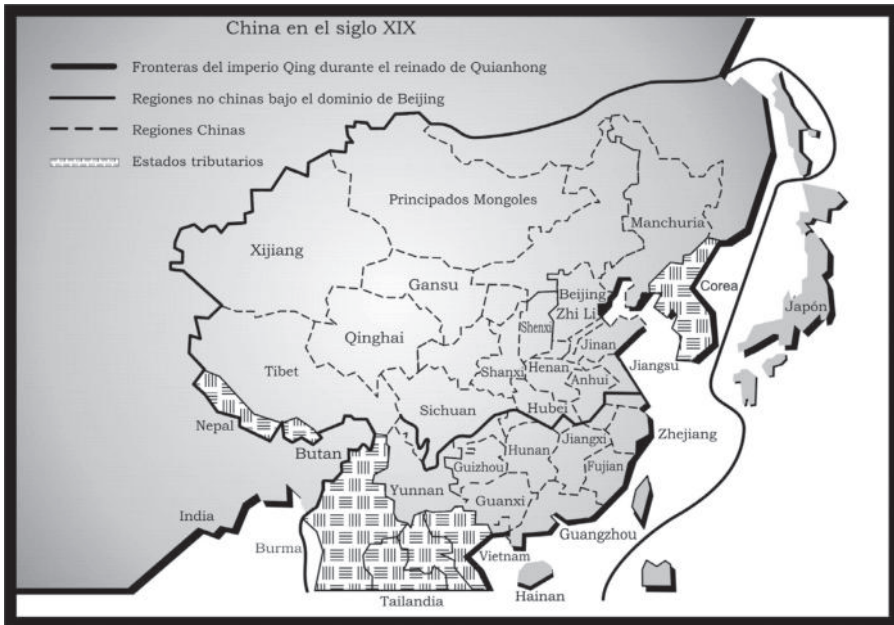 China en el siglo XIX
Fronteras del imperio Qing durante el reinado de Quianhong
Regiones no chinas bajo el dominio de Beijing
Regiones Chinas
Estados tributarios
Principados Mongoles
Manchuria
Xijiang
Gansu
Corea
Beijing
Japón
Zhi Li
Shenxi
Qinghai
Jinan
Jiangsu
Tibet
Shanxi
Henan
Anhui
Sichuan
Hubei
Nepal
Zhejiang
Butan
Hunan
Jiangxi
Guizhou
Fujian
Yunnan
Guanxi
India
Guangzhou
Burma
Vietnam
Hainan
Tailandia